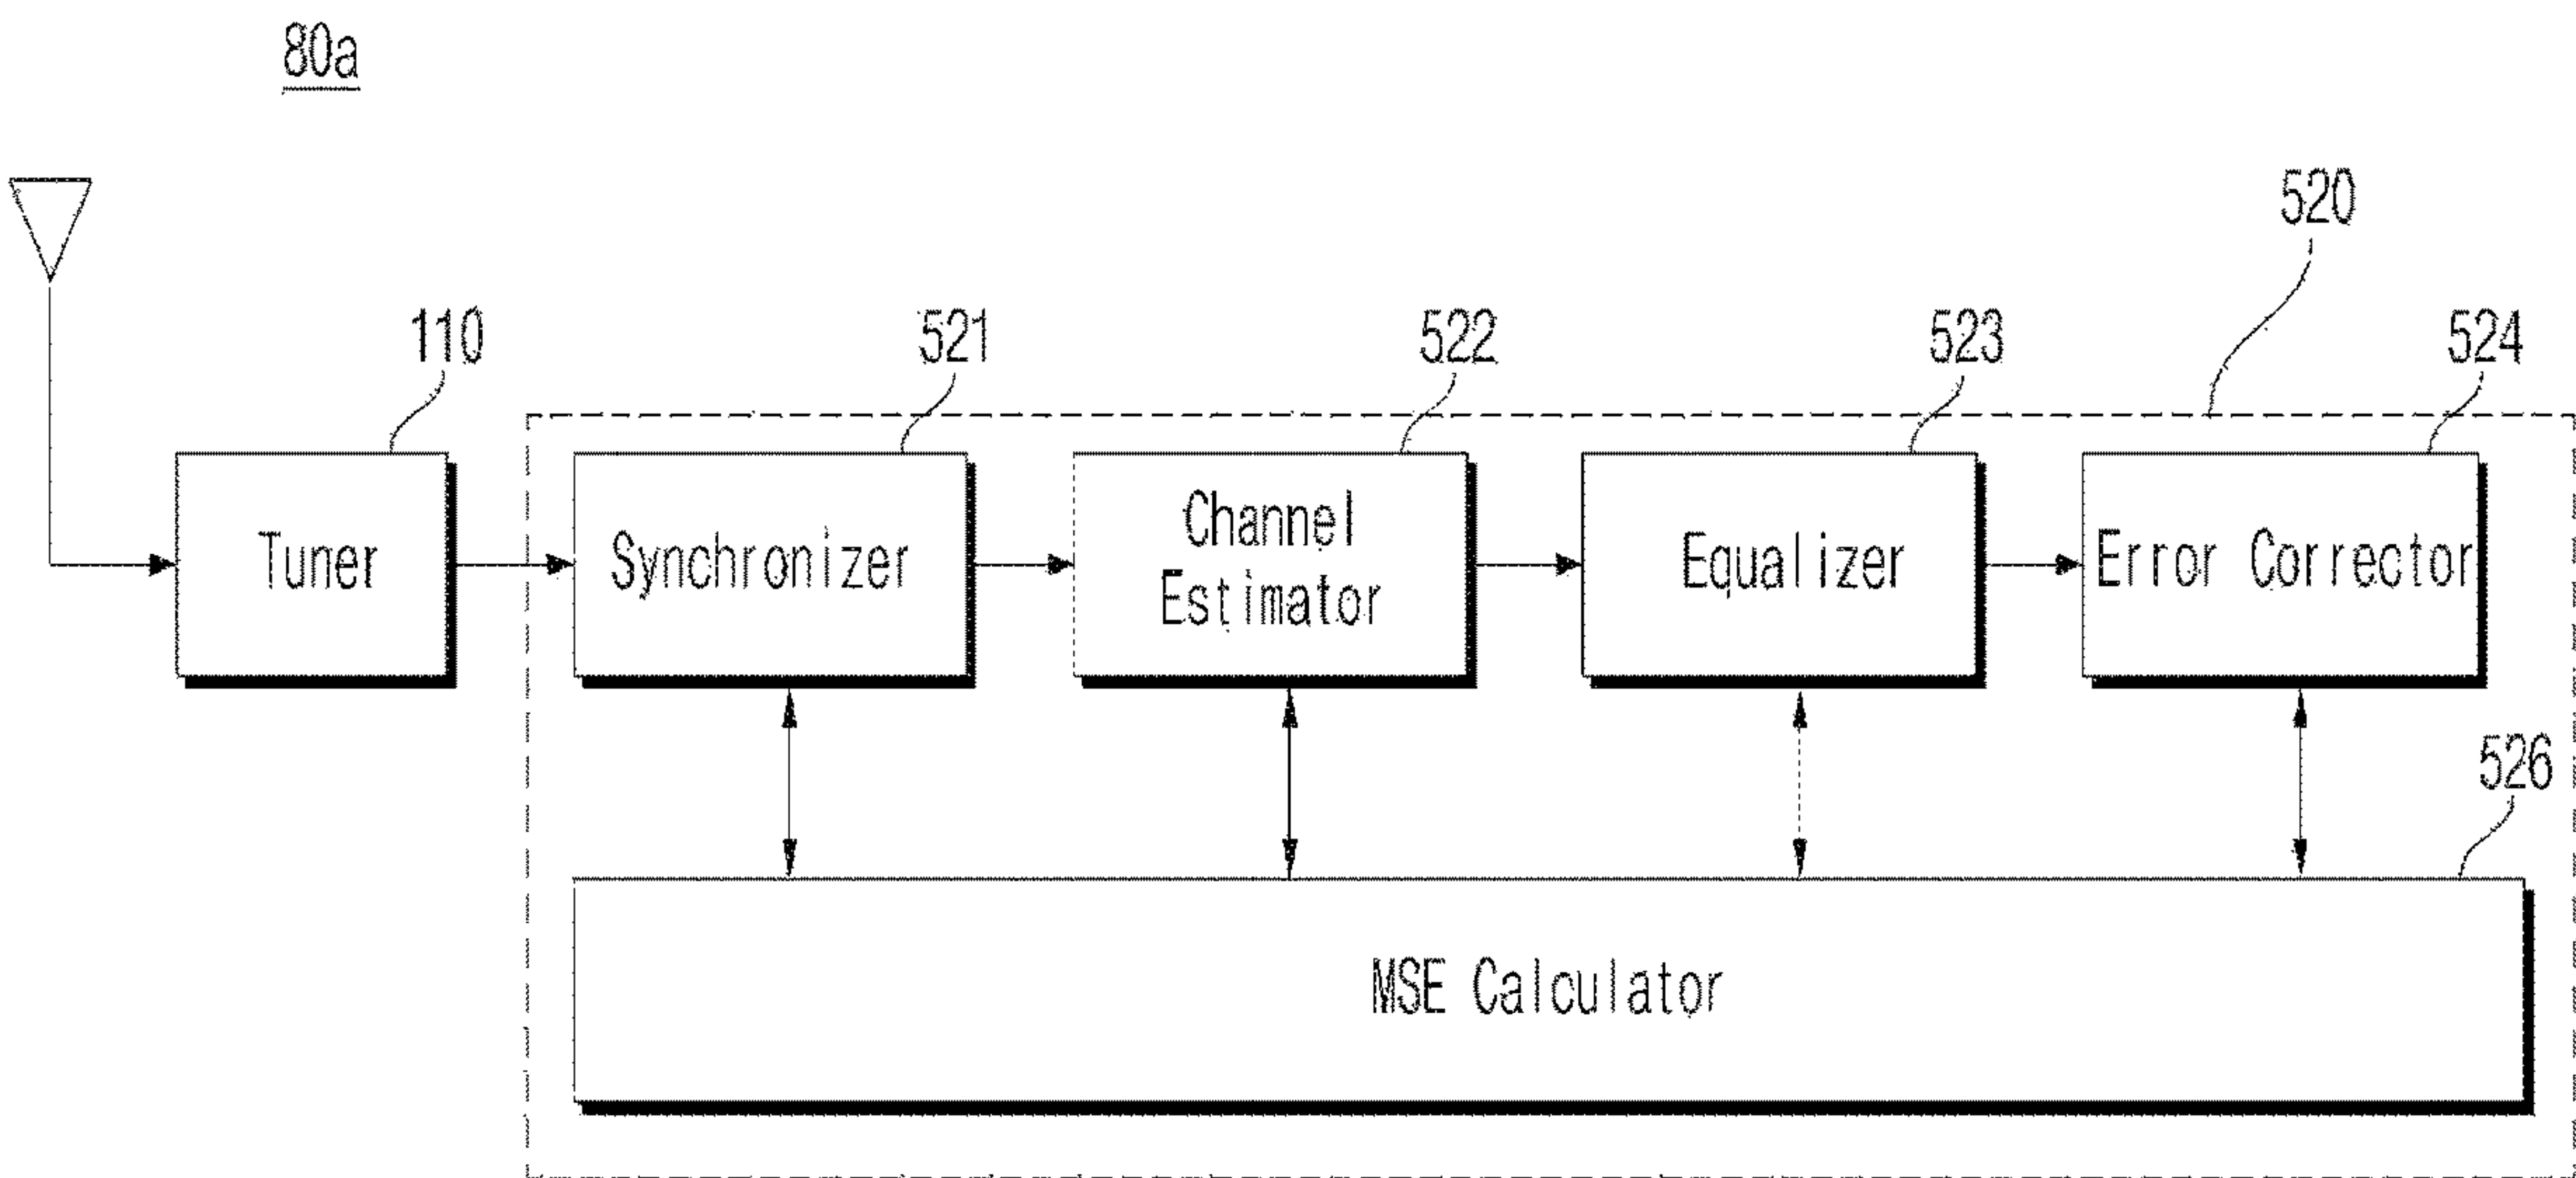 80a
520
110
521
522
523
524
Tuner
Synchronizer
Channel
Estimator
Equalizer
Error Corrector
526
MSE Calculator